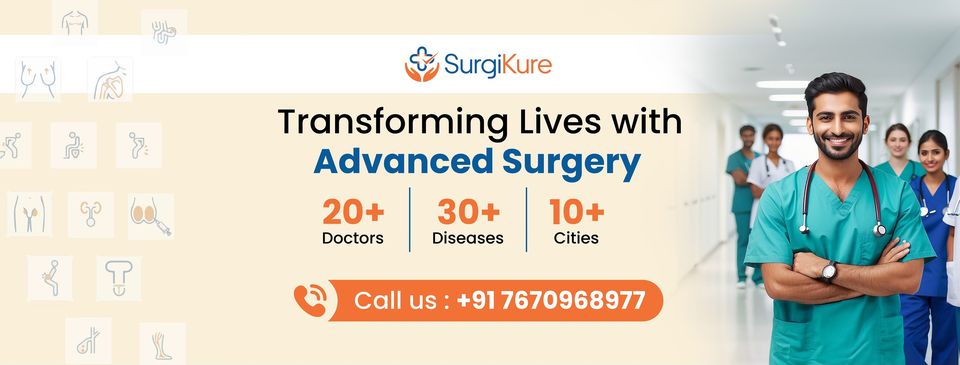 SurgiKure
Transforming Lives with
Advanced Surgery
20+
Doctors
30+
Diseases
10+
Cities
Call us : +91 7670968977